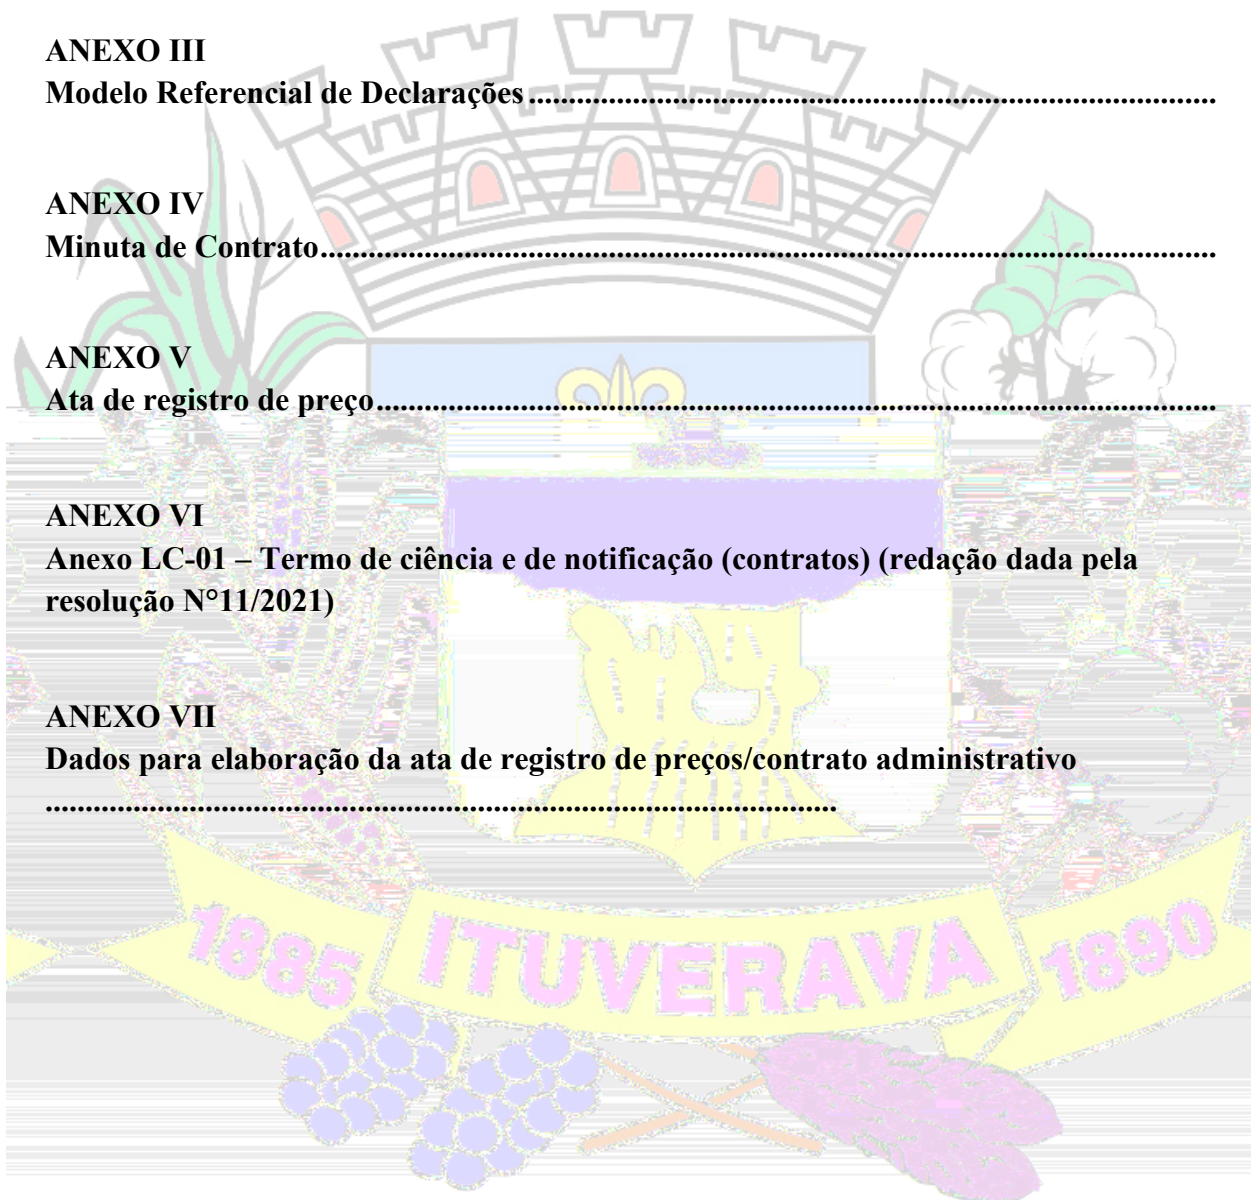 ANEXO III
Modelo Referencial de Declarações.....................................................................................
ANEXO IV
Minuta de Contrato...............................................................................................................
ANEXO V
Ata de registro de preço........................................................................................................
ANEXO VI
Anexo LC-01 – Termo de ciência e de notificação (contratos) (redação dada pela
resolução N°11/2021)
ANEXO VII
Dados para elaboração da ata de registro de preços/contrato administrativo
..................................................................................................
1885 ITUVERAVA 1890